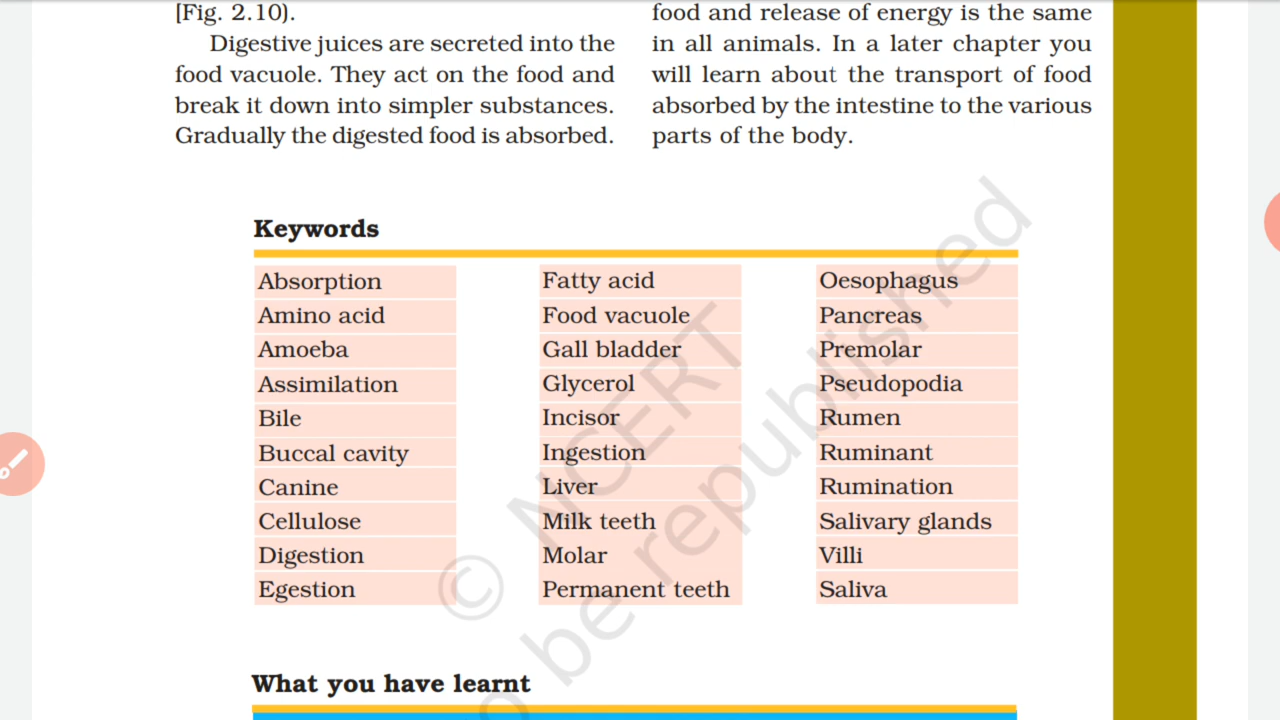 [Fig. 2.10).
Digestive juices are secreted into the
food vacuole. They act on the food and
break it down into simpler substances.
Gradually the digested food is absorbed.
food and release of energy is the same
in all animals. In a later chapter you
will learn about the transport of food
absorbed by the intestine to the various
parts of the body.
Keywords
Absorption
Amino acid
Amoeba
Assimilation
Bile
Buccal cavity
Canine
Cellulose
Digestion
Egestion
Fatty acid
Food vacuole
Gall bladder
Glycerol
Incisor
Ingestion
Liver
Milk teeth
Molar
Permanent teeth
Oesophagus
Pancreas
Premolar
Pseudopodia
Rumen
Ruminant
Rumination
Salivary glands
Villi
Saliva
What you have learnt
© NCERT
o be republished